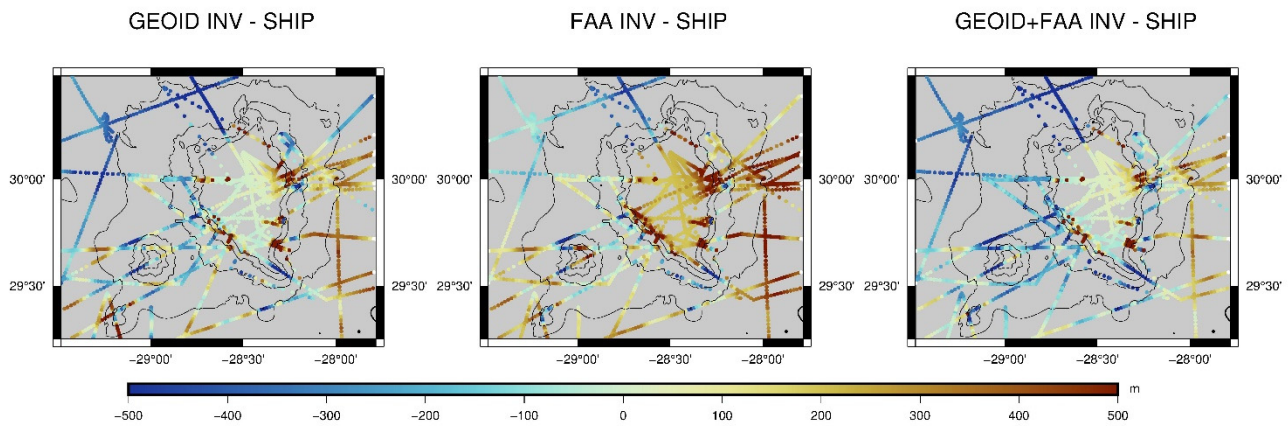 GEOID INV - SHIP FAA INV - SHIP GEOID+FAA INV - SHIP
30°00' 30°00' 30°00' 30°00'
29°30' 29°30' 29°30' 29°30'
−29°00' −28°30' −28°00' −29°00' −28°30' −28°00' −29°00' −28°30' −28°00'
m
−500 −400 −300 −200 −100 0 100 200 300 400 500